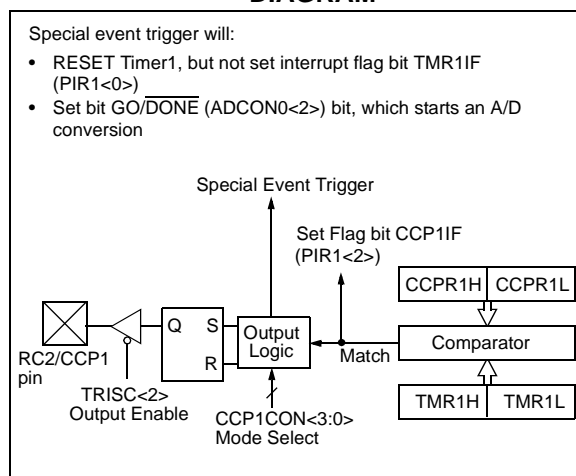 DIAGRAM
Special event trigger will:
• RESET Timer1, but not set interrupt flag bit TMR1IF
(PIR1<0>)
• Set bit GO/DONE (ADCON0<2>) bit, which starts an A/D
conversion
Special Event Trigger
Set Flag bit CCP1IF
(PIR1<2>)
CCPR1H CCPR1L
Q S
R
Output
Logic
Match
Comparator
RC2/CCP1
pin
TRISC<2>
Output Enable
CCP1CON<3:0>
Mode Select
TMR1H TMR1L